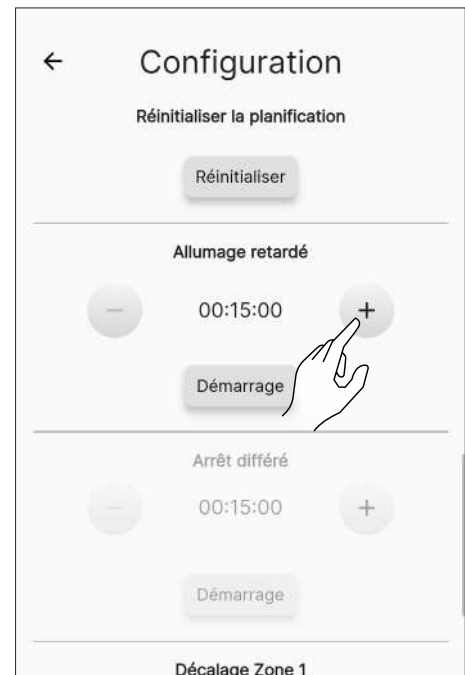 ← Configuration
Réinitialiser la planification
Réinitialiser
Allumage retardé
− 00:15:00 +
Démarrage
Arrêt différé
− 00:15:00 +
Démarrage
Décalage Zone 1